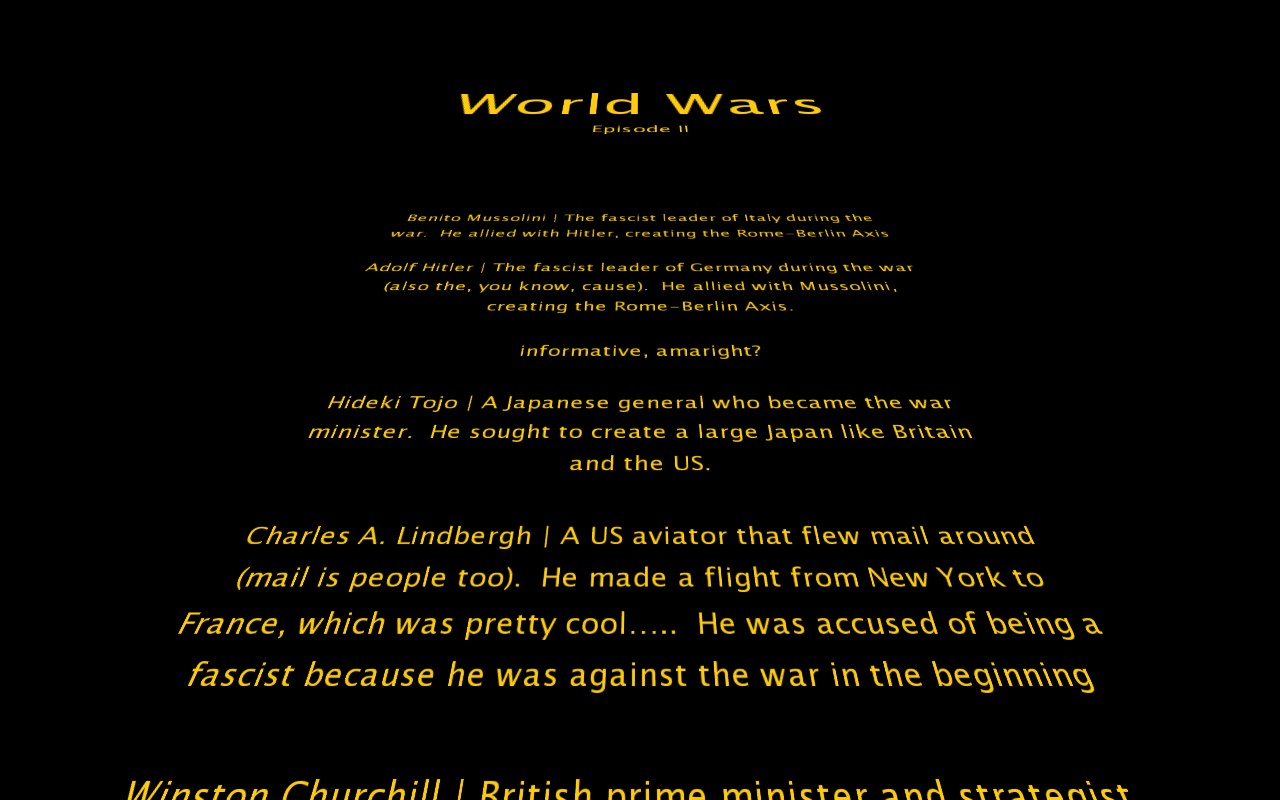 World Wars
Episode II
Benito Mussolini | The fascist leader of Italy during the
war.  He allied with Hitler, creating the Rome-Berlin Axis
Adolf Hitler | The fascist leader of Germany during the war
(also the, you know, cause).  He allied with Mussolini,
creating the Rome-Berlin Axis.
informative, amaright?
Hideki Tojo | A Japanese general who became the war
minister.  He sought to create a large Japan like Britain
and the US.
Charles A. Lindbergh | A US aviator that flew mail around
(mail is people too).  He made a flight from New York to
France, which was pretty cool.....  He was accused of being a
fascist because he was against the war in the beginning
Winston Churchill | British prime minister and strategist